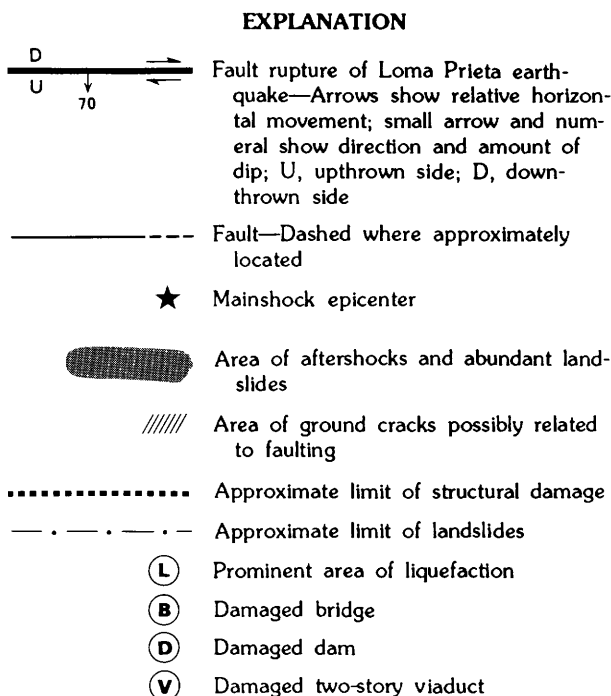 EXPLANATION
D
U
70
Fault rupture of Loma Prieta earth-
quake—Arrows show relative horizon-
tal movement; small arrow and num-
eral show direction and amount of
dip; U, upthrown side; D, down-
thrown side
Fault—Dashed where approximately
located
Mainshock epicenter
Area of aftershocks and abundant land-
slides
Area of ground cracks possibly related
to faulting
Approximate limit of structural damage
Approximate limit of landslides
L Prominent area of liquefaction
B Damaged bridge
D Damaged dam
V Damaged two-story viaduct